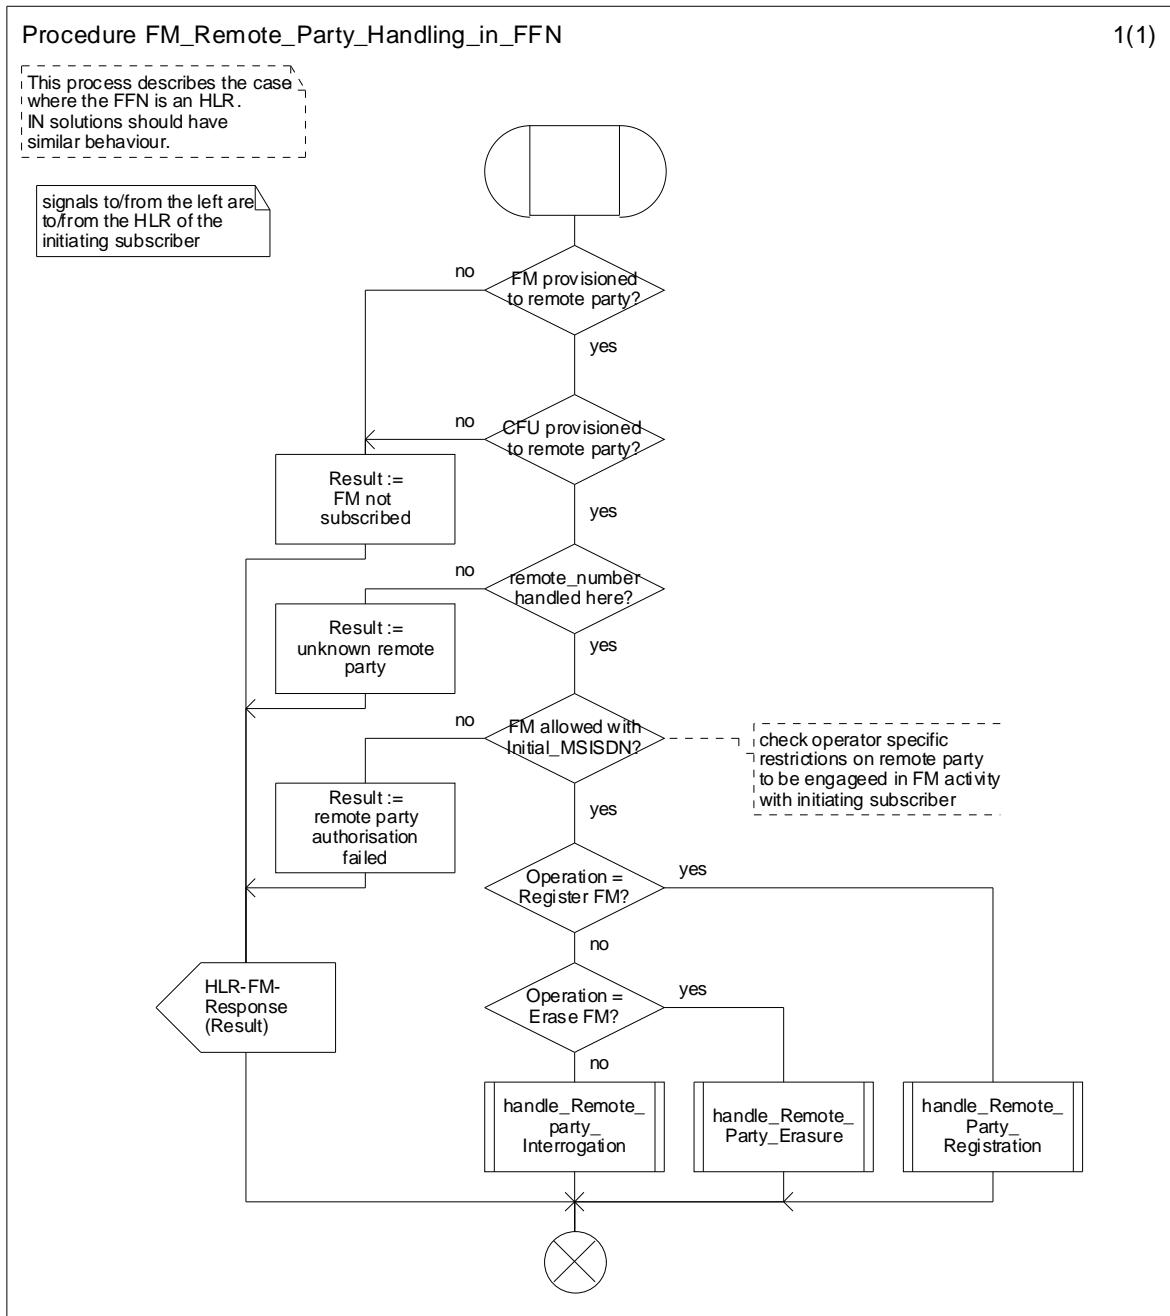 Procedure FM_Remote_Party_Handling_in_FFN
1(1)
This process describes the case
where the FFN is an HLR.
IN solutions should have
similar behaviour.
signals to/from the left are
to/from the HLR of the
initiating subscriber
no
FM provisioned
to remote party?
yes
no
CFU provisioned
to remote party?
Result :=
FM not
subscribed
yes
no
remote_number
handled here?
Result :=
unknown remote
party
yes
no
FM allowed with
Initial_MSISDN?
check operator specific
restrictions on remote party
to be engageed in FM activity
with initiating subscriber
Result :=
remote party
authorisation
failed
yes
Operation =
Register FM?
yes
no
HLR-FM-
Response
(Result)
Operation =
Erase FM?
yes
no
handle_Remote_
party_
Interrogation
handle_Remote_
Party_Erasure
handle_Remote_
Party_
Registration